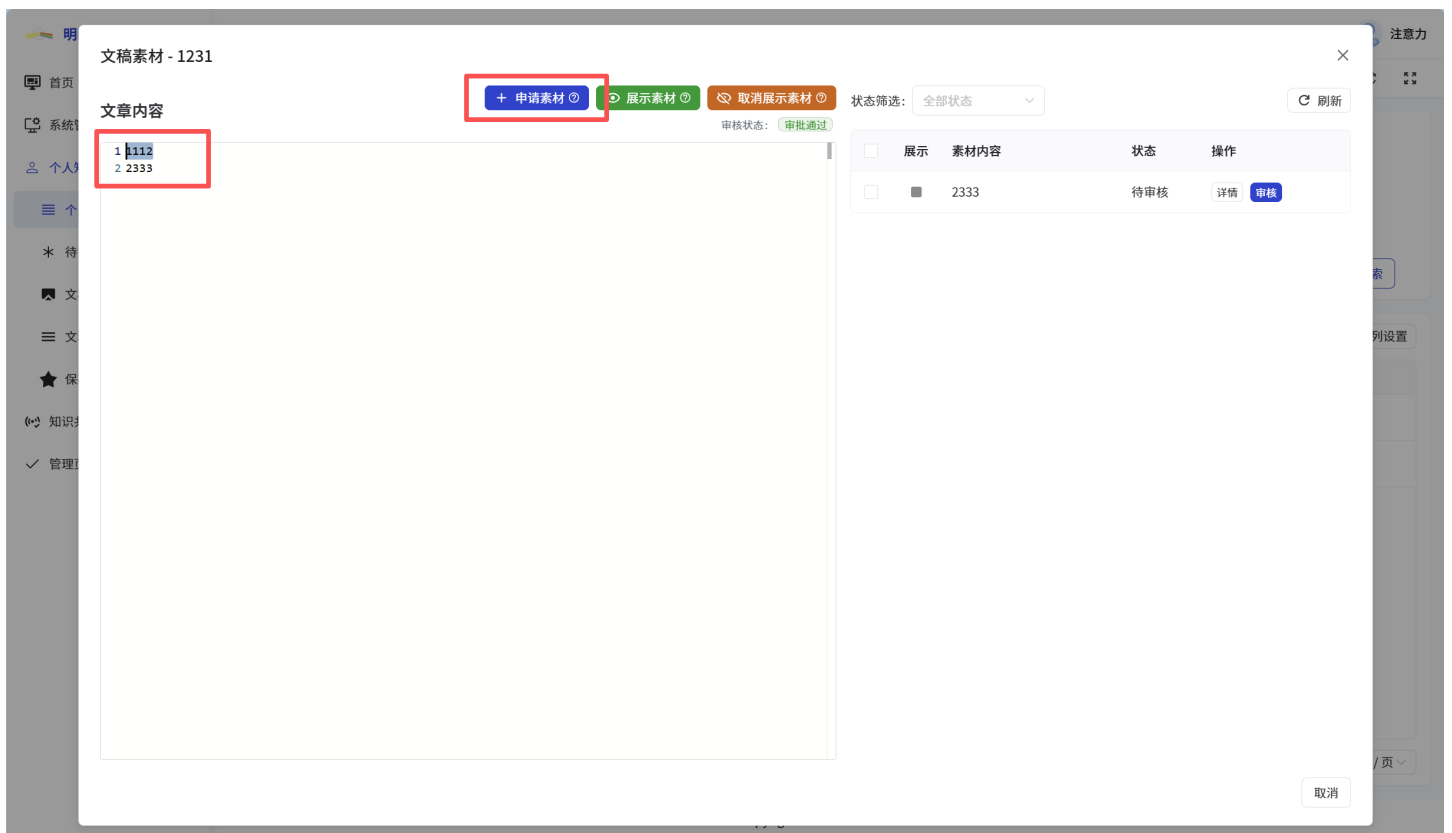 明
注意力
文稿素材 - 1231
首页
文章内容
申请素材
展示素材
取消展示素材
状态筛选:
全部状态
刷新
系统管
审核状态:
审批通过
1 1112
2 2333
展示
素材内容
状态
操作
2333
待审核
详情
审核
个人知
个
待
文
索
文
列设置
保
知识共
管理页
/ 页
取消